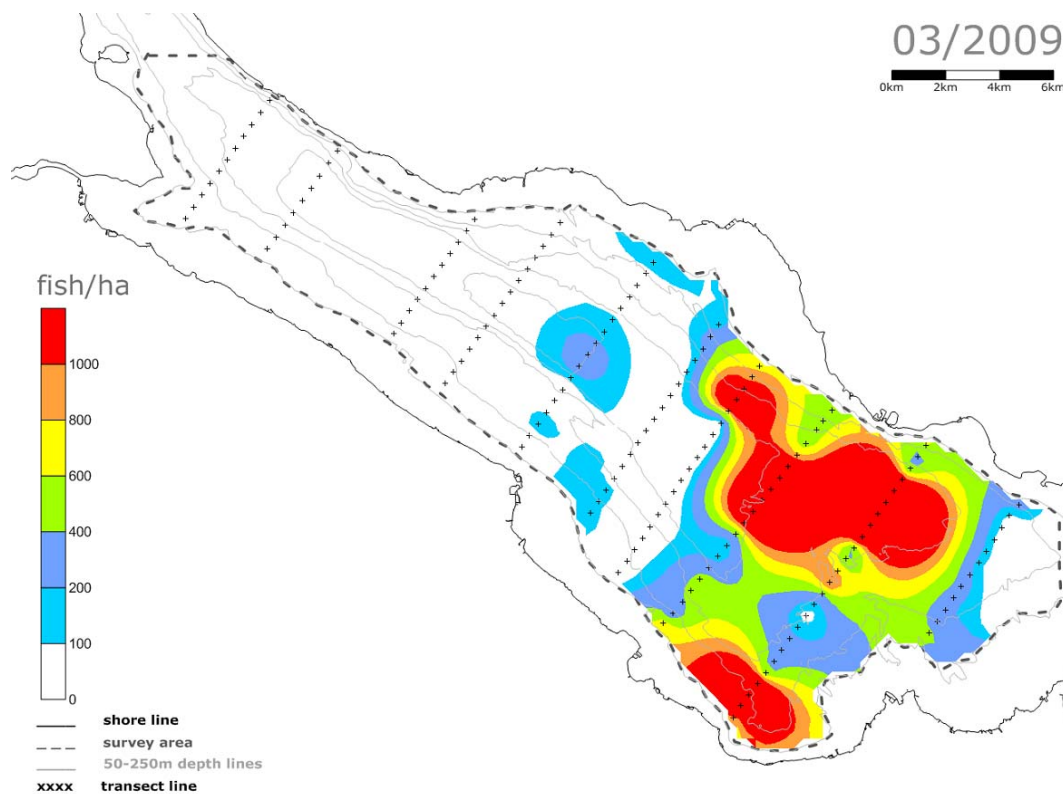 03/2009
0km 2km 4km 6km
fish/ha
1000
800
600
400
200
100
0
shore line
survey area
50-250m depth lines
xxxx transect line